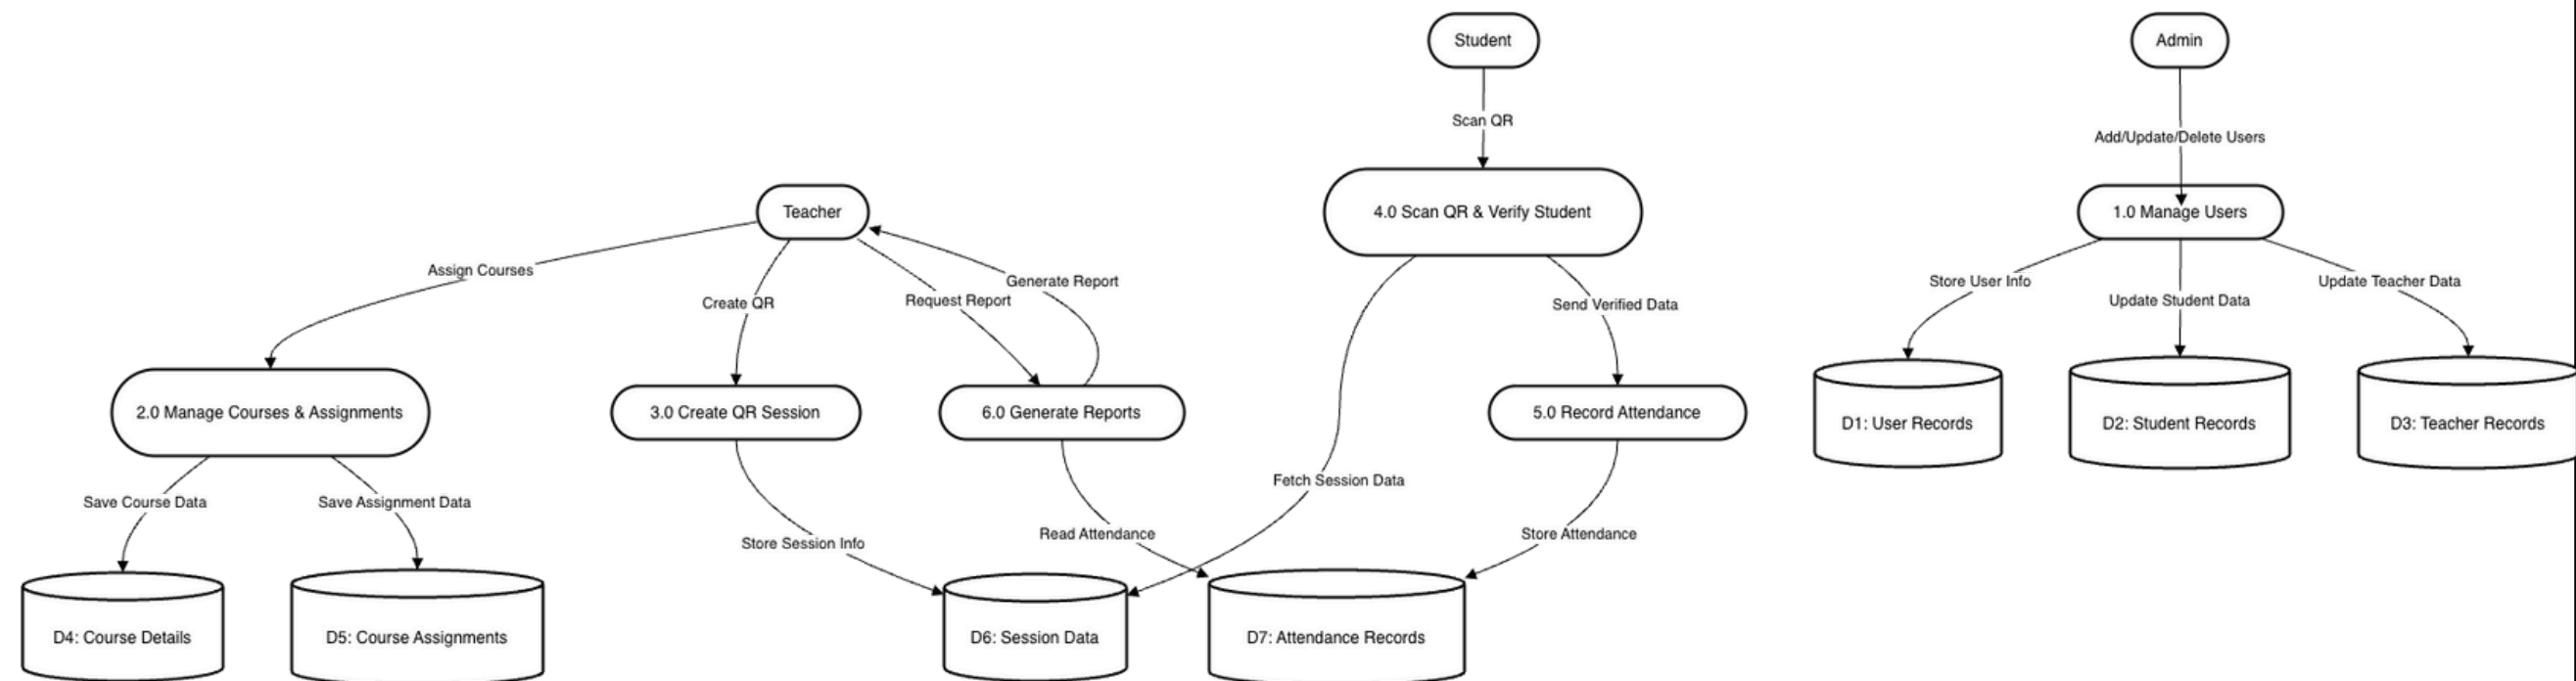 Student
Admin
Scan QR
Add/Update/Delete Users
Teacher
4.0 Scan QR & Verify Student
1.0 Manage Users
Assign Courses
Create QR
Request Report
Generate Report
Send Verified Data
Store User Info
Update Student Data
Update Teacher Data
2.0 Manage Courses & Assignments
3.0 Create QR Session
6.0 Generate Reports
5.0 Record Attendance
D1: User Records
D2: Student Records
D3: Teacher Records
Save Course Data
Save Assignment Data
Store Session Info
Read Attendance
Fetch Session Data
Store Attendance
D4: Course Details
D5: Course Assignments
D6: Session Data
D7: Attendance Records